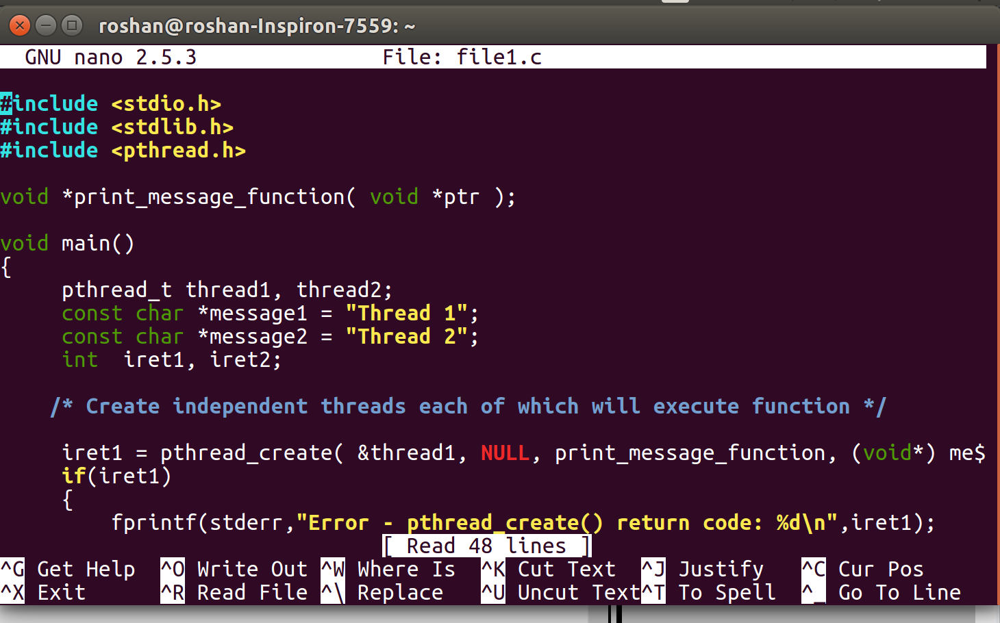 roshan@roshan-Inspiron-7559: ~
GNU nano 2.5.3 File: file1.c
#include <stdio.h>
#include <stdlib.h>
#include <pthread.h>
void *print_message_function( void *ptr );
void main()
{
pthread_t thread1, thread2;
const char *message1 = "Thread 1";
const char *message2 = "Thread 2";
int  iret1, iret2;
/* Create independent threads each of which will execute function */
iret1 = pthread_create( &thread1, NULL, print_message_function, (void*) me$
if(iret1)
{
fprintf(stderr,"Error - pthread_create() return code: %d\n",iret1);
[ Read 48 lines ]
^G Get Help ^O Write Out ^W Where Is ^K Cut Text ^J Justify ^C Cur Pos
^X Exit ^R Read File ^\ Replace ^U Uncut Text ^T To Spell ^_ Go To Line